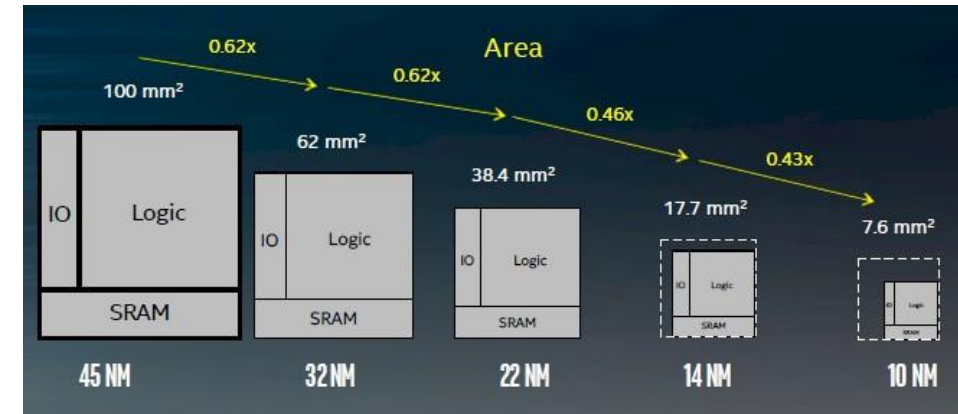 Area
0.62x
0.62x
0.46x
0.43x
100 mm²
62 mm²
38.4 mm²
17.7 mm²
7.6 mm²
IO
Logic
SRAM
IO
Logic
SRAM
IO
Logic
SRAM
IO
Logic
SRAM
IO
Logic
SRAM
45 NM
32 NM
22 NM
14 NM
10 NM